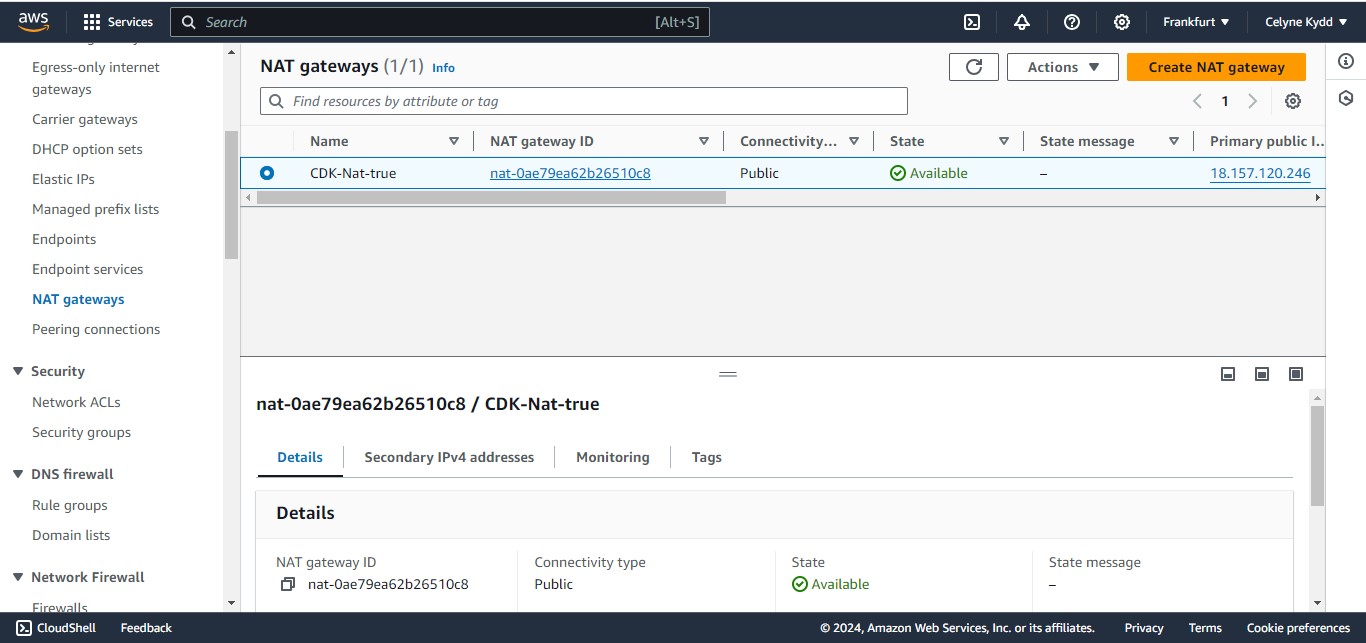 aws
Services
Search
[Alt+S]
Frankfurt
Celyne Kydd
Egress-only internet
gateways
Carrier gateways
DHCP option sets
Elastic IPs
Managed prefix lists
Endpoints
Endpoint services
NAT gateways
Peering connections
Security
Network ACLs
Security groups
DNS firewall
Rule groups
Domain lists
Network Firewall
Firewalls
NAT gateways (1/1) Info
Actions
Create NAT gateway
Find resources by attribute or tag
1
Name NAT gateway ID Connectivity... State State message Primary public I...
CDK-Nat-true nat-0ae79ea62b26510c8 Public Available – 18.157.120.246
nat-0ae79ea62b26510c8 / CDK-Nat-true
Details Secondary IPv4 addresses Monitoring Tags
Details
NAT gateway ID Connectivity type State State message
nat-0ae79ea62b26510c8 Public Available –
CloudShell Feedback © 2024, Amazon Web Services, Inc. or its affiliates. Privacy Terms Cookie preferences